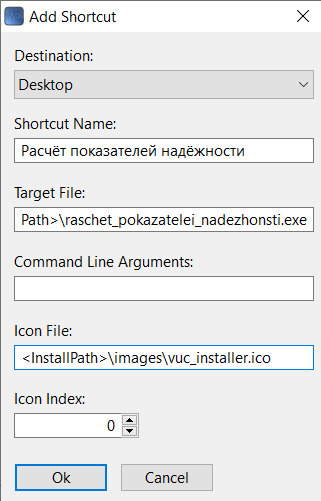 Add Shortcut
Destination:
Desktop
Shortcut Name:
Расчёт показателей надёжности
Target File:
Path>\raschet_pokazatelei_nadezhonsti.exe
Command Line Arguments:
Icon File:
<InstallPath>\images\vuc_installer.ico
Icon Index:
0
Ok Cancel